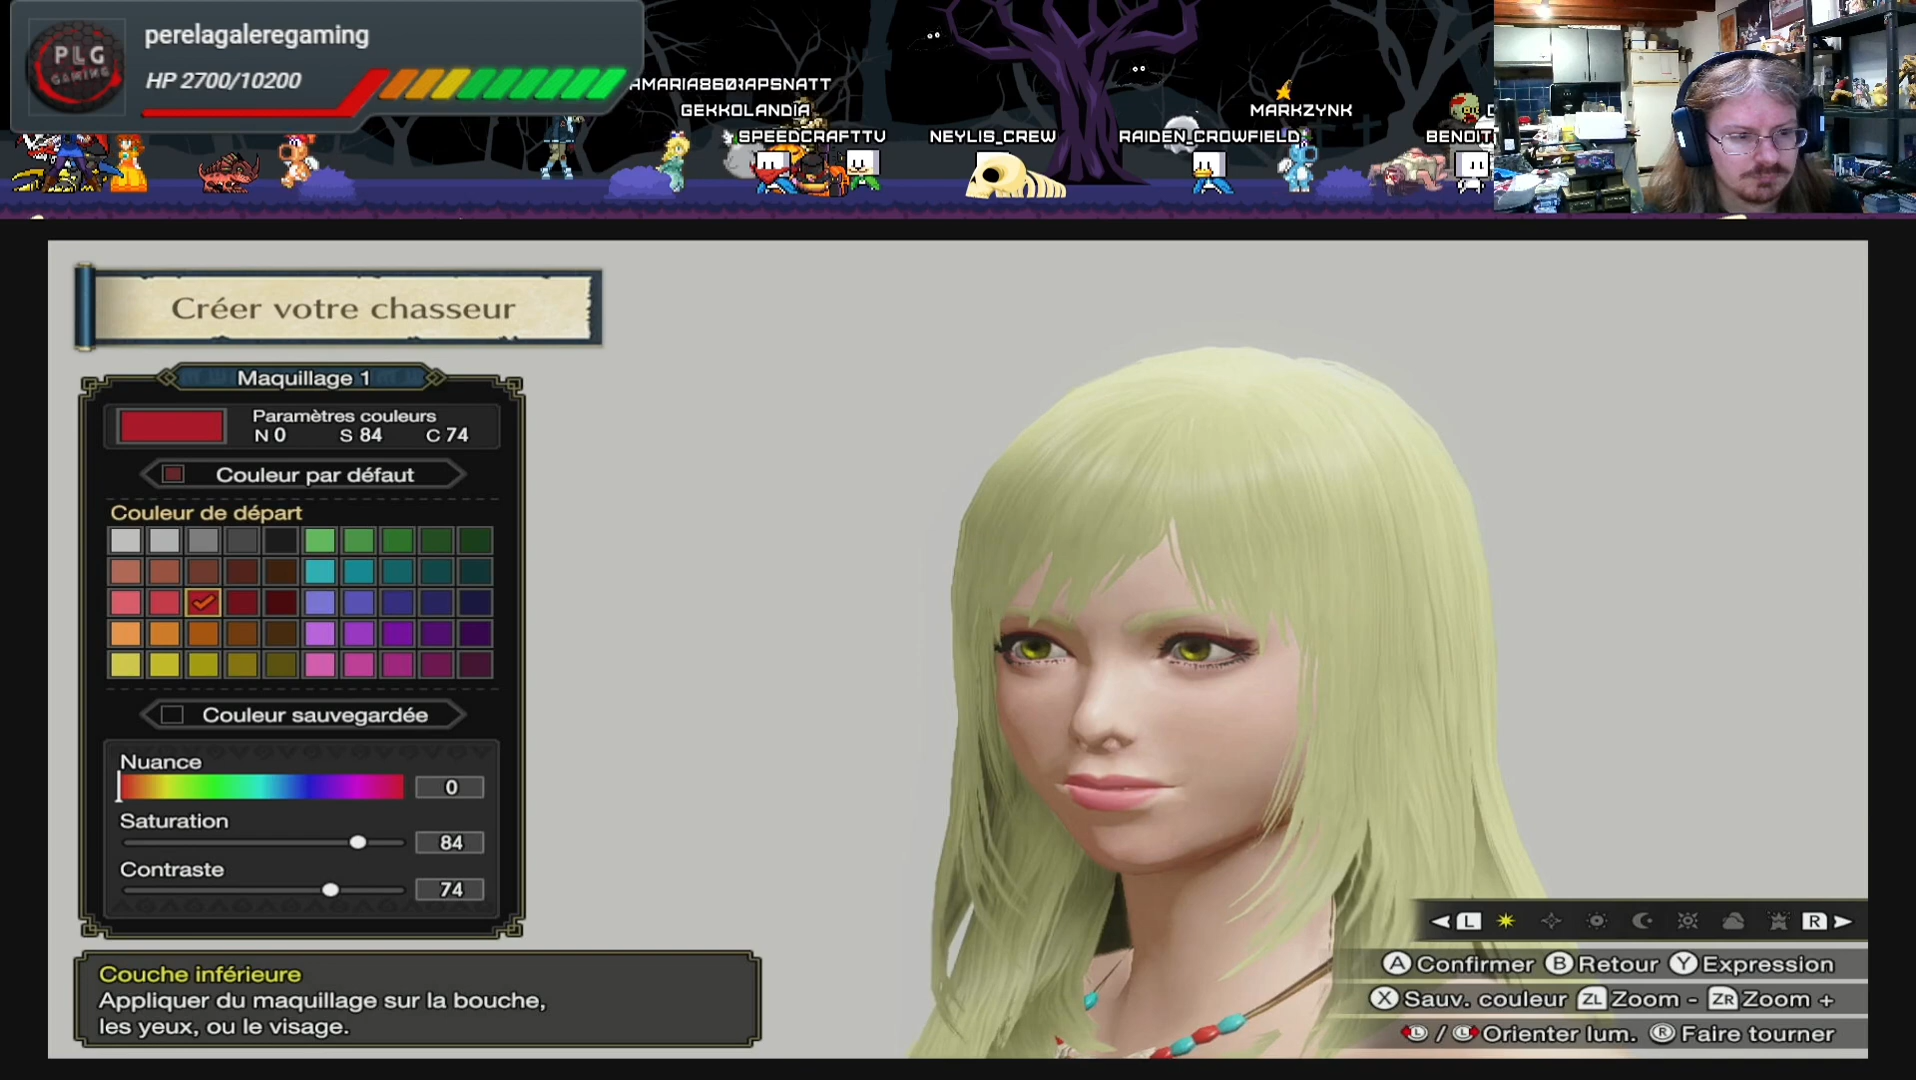 PLG
GAMING
perelagaleregaming
HP 2700/10200
GEKKOLANDIA
SPEEDCRAFTTV
NEYLIS_CREW
RAIDEN_CROWFIELD
MARKZYNK
BENOIT
Créer votre chasseur
Maquillage 1
Paramètres couleurs
N 0 S 84 C 74
Couleur par défaut
Couleur de départ
Couleur sauvegardée
Nuance
0
Saturation
84
Contraste
74
Couche inférieure
Appliquer du maquillage sur la bouche,
les yeux, ou le visage.
L R
A Confirmer B Retour Y Expression
X Sauv. couleur ZL Zoom - ZR Zoom +
L / L Orienter lum. R Faire tourner